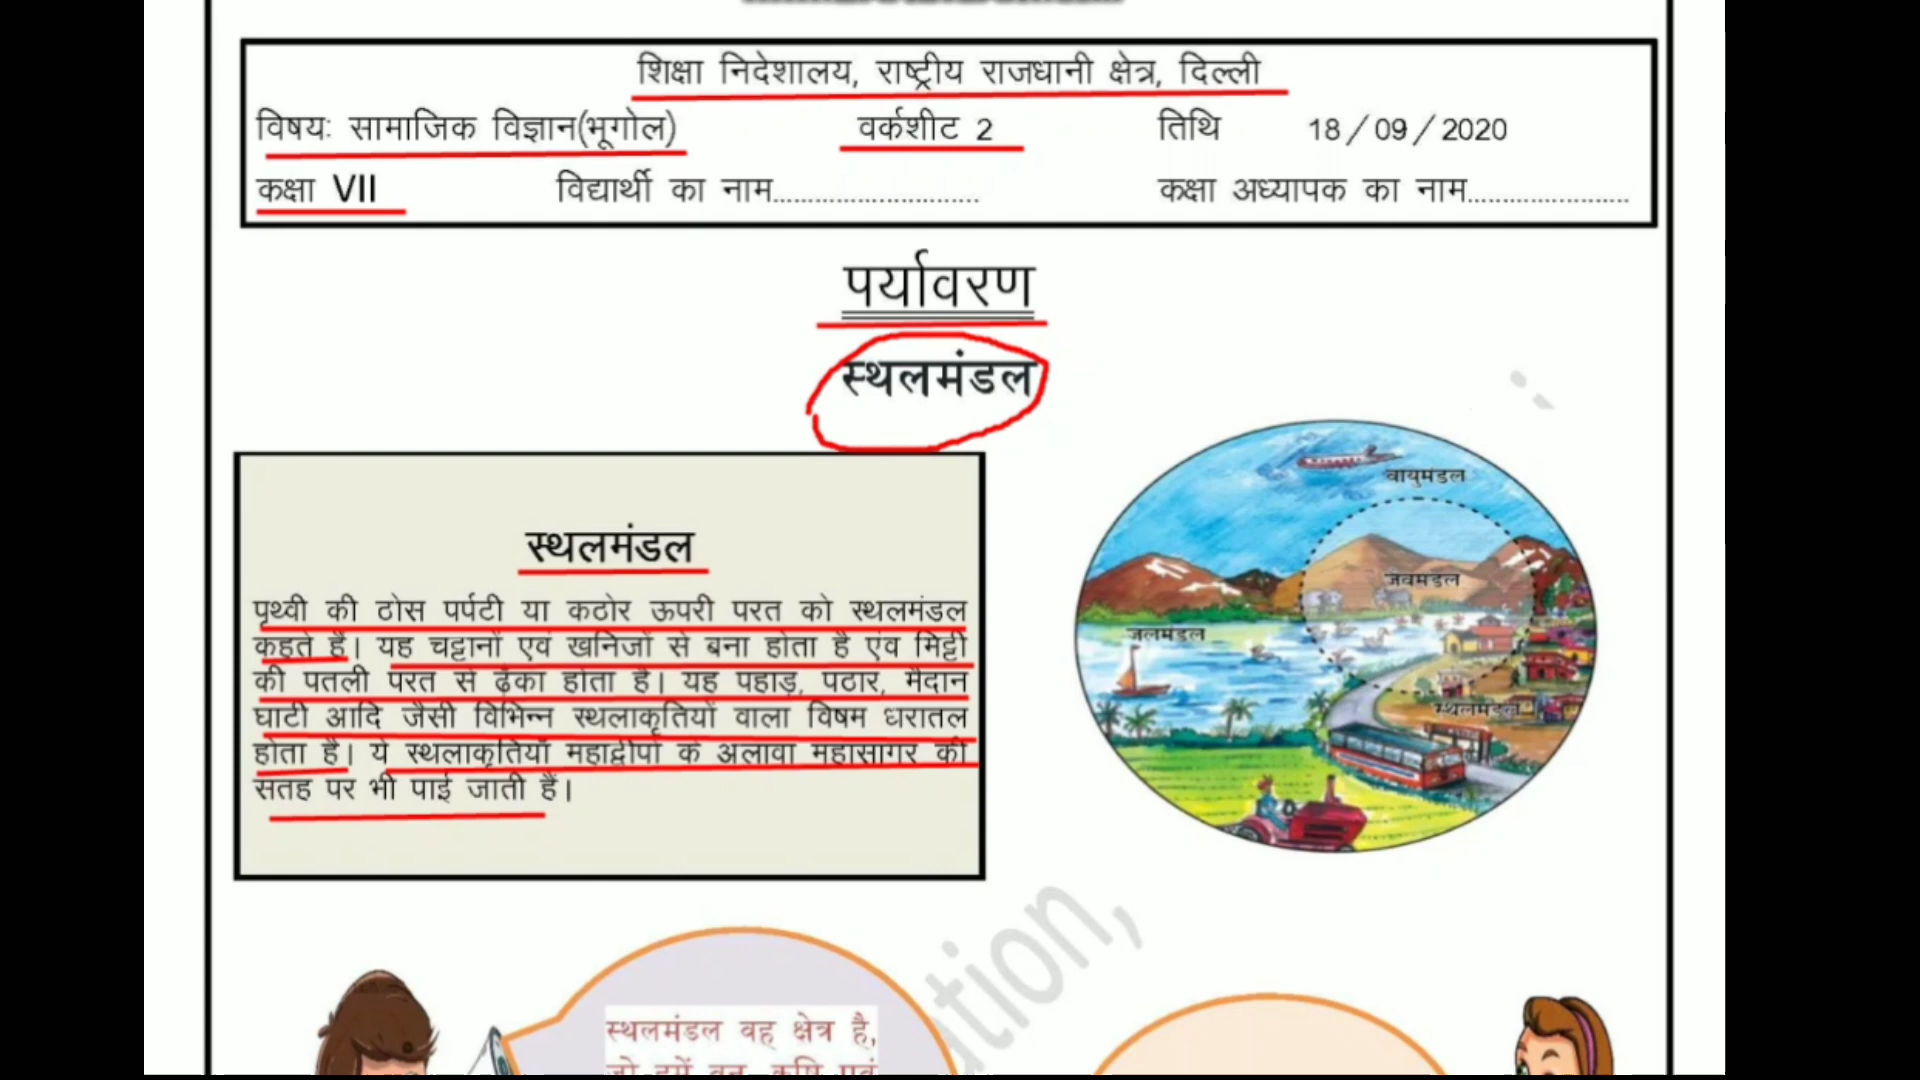 शिक्षा निदेशालय, राष्ट्रीय राजधानी क्षेत्र, दिल्ली
विषयः सामाजिक विज्ञान(भूगोल) वर्कशीट 2 तिथि 18/09/2020
कक्षा VII विद्यार्थी का नाम........................... कक्षा अध्यापक का नाम.....................
पर्यावरण
स्थलमंडल
वायुमंडल
जैवमंडल
जलमंडल
स्थलमंडल
स्थलमंडल
पृथ्वी की ठोस पर्पटी या कठोर ऊपरी परत को स्थलमंडल
कहते हैं। यह चट्टानों एवं खनिजों से बना होता है एंव मिट्टी
की पतली परत से ढ़ँका होता है। यह पहाड़, पठार, मैदान
घाटी आदि जैसी विभिन्न स्थलाकृतियों वाला विषम धरातल
होता है। ये स्थलाकृतियाँ महाद्वीपों के अलावा महासागर की
सतह पर भी पाई जाती हैं।
ation,
स्थलमंडल वह क्षेत्र है,